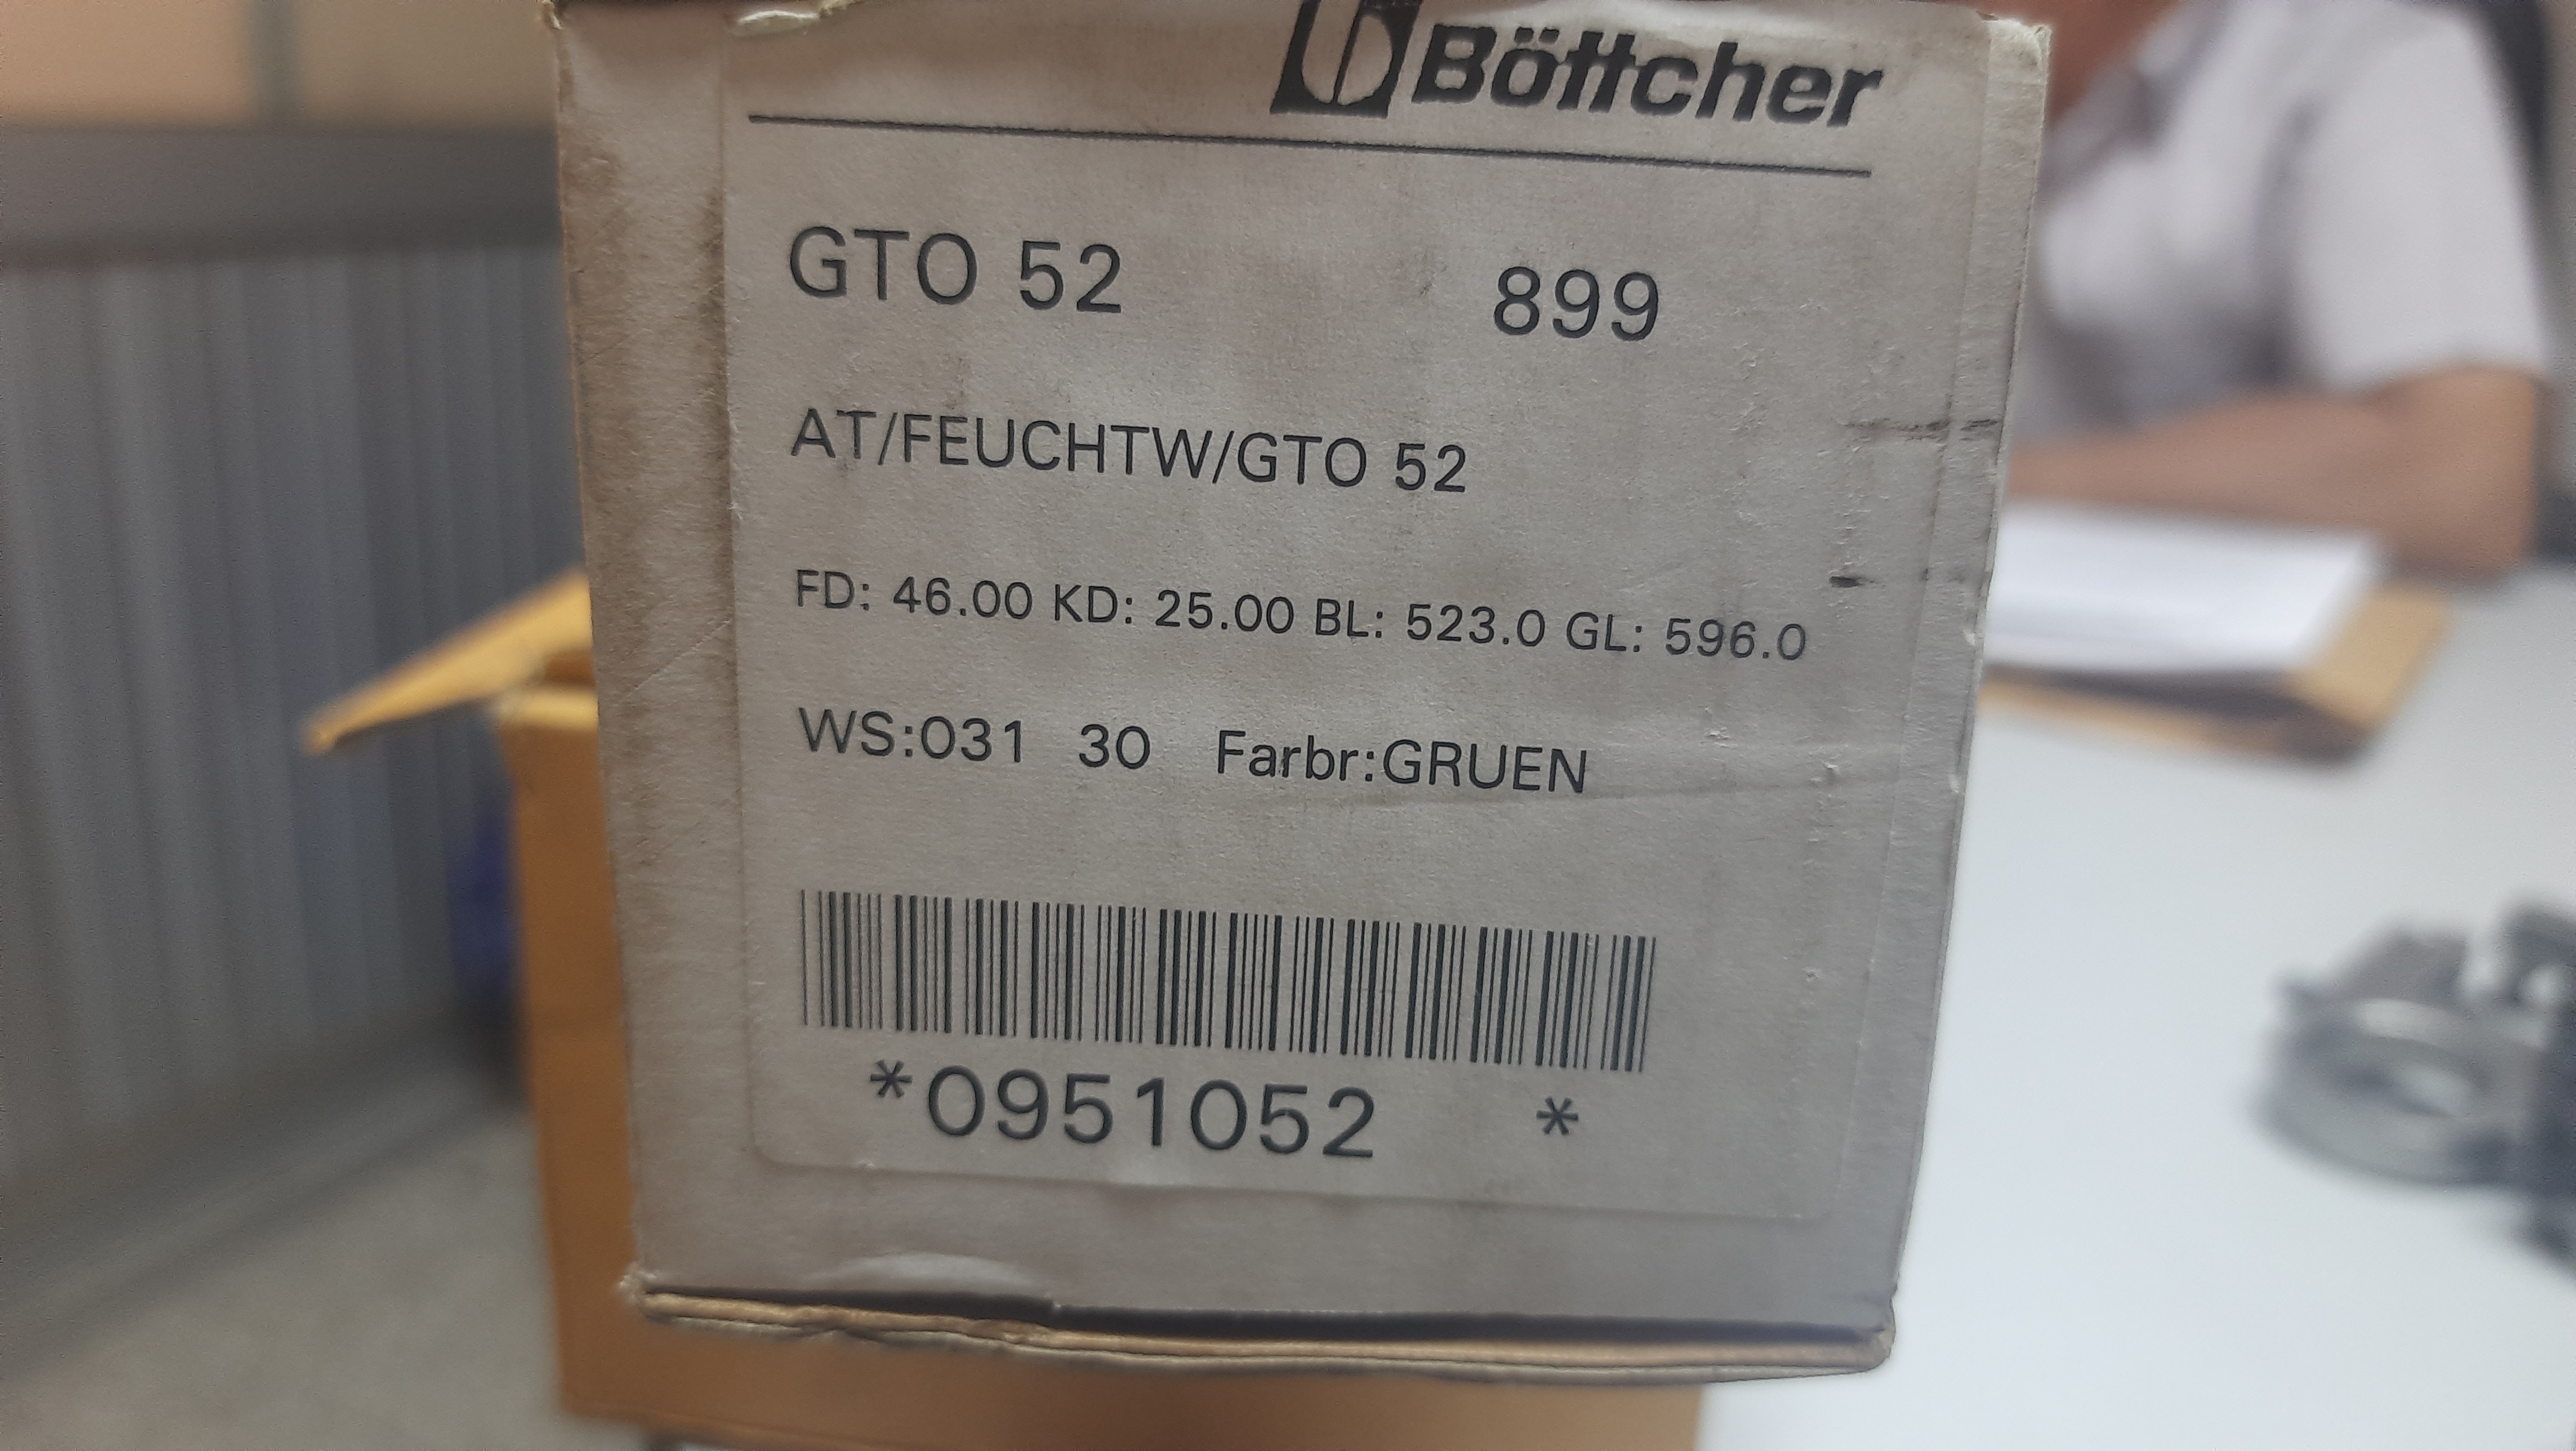 Böttcher
GTO 52 899
AT/FEUCHTW/GTO 52
FD: 46.00 KD: 25.00 BL: 523.0 GL: 596.0
WS:031 30 Farbr:GRUEN
*0951052 *